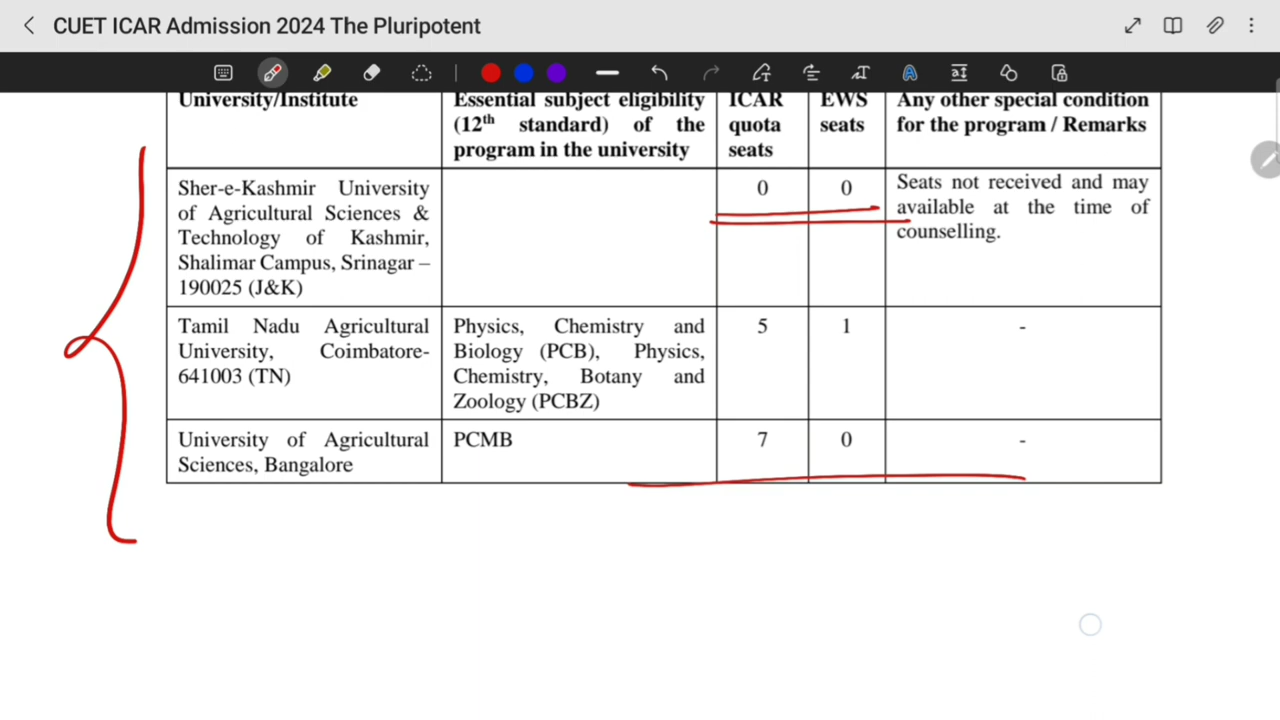 CUET ICAR Admission 2024 The Pluripotent
University/Institute
Essential subject eligibility
(12th standard) of the
program in the university
ICAR
quota
seats
EWS
seats
Any other special condition
for the program / Remarks
Sher-e-Kashmir University
of Agricultural Sciences &
Technology of Kashmir,
Shalimar Campus, Srinagar –
190025 (J&K)
0
0
Seats not received and may
available at the time of
counselling.
Tamil Nadu Agricultural
University, Coimbatore-
641003 (TN)
Physics, Chemistry and
Biology (PCB), Physics,
Chemistry, Botany and
Zoology (PCBZ)
5
1
-
University of Agricultural
Sciences, Bangalore
PCMB
7
0
-